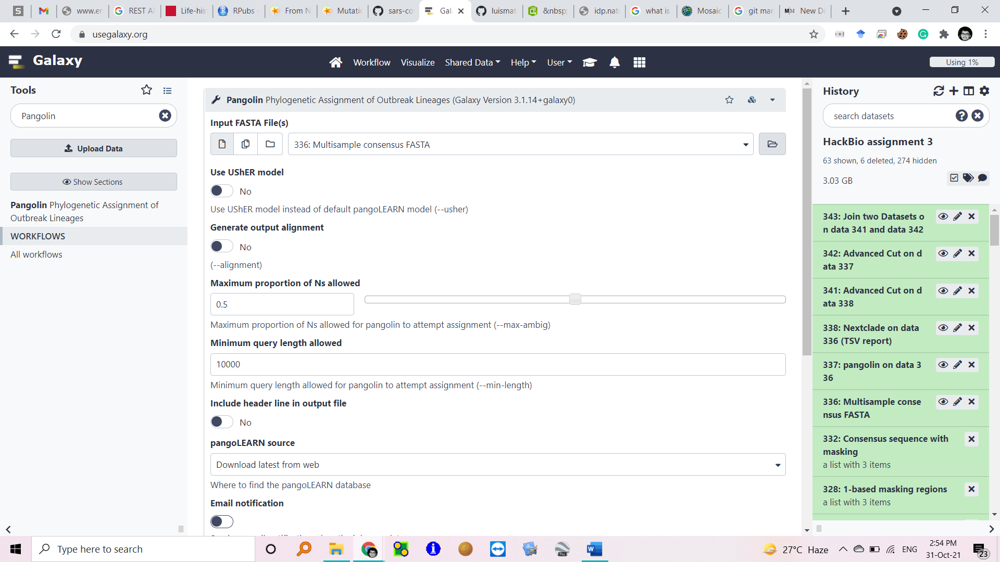 S
www.en
REST AP
Life-his
RPubs -
From N
Mutatic
sars-co
Gal
luismat
&nbsp;
idp.nat
what is
Mosaic
git mar
New Do
usegalaxy.org
Galaxy
Workflow
Visualize
Shared Data
Help
User
Using 1%
Tools
Pangolin
Upload Data
Show Sections
Pangolin Phylogenetic Assignment of
Outbreak Lineages
WORKFLOWS
All workflows
Pangolin Phylogenetic Assignment of Outbreak Lineages (Galaxy Version 3.1.14+galaxy0)
Input FASTA File(s)
336: Multisample consensus FASTA
Use UShER model
No
Use UShER model instead of default pangoLEARN model (--usher)
Generate output alignment
No
(--alignment)
Maximum proportion of Ns allowed
0.5
Maximum proportion of Ns allowed for pangolin to attempt assignment (--max-ambig)
Minimum query length allowed
10000
Minimum query length allowed for pangolin to attempt assignment (--min-length)
Include header line in output file
No
pangoLEARN source
Download latest from web
Where to find the pangoLEARN database
Email notification
History
search datasets
HackBio assignment 3
63 shown, 6 deleted, 274 hidden
3.03 GB
343: Join two Datasets o
n data 341 and data 342
342: Advanced Cut on d
ata 337
341: Advanced Cut on d
ata 338
338: Nextclade on data
336 (TSV report)
337: pangolin on data 3
36
336: Multisample conse
nsus FASTA
332: Consensus sequence with
masking
a list with 3 items
328: 1-based masking regions
a list with 3 items
Type here to search
27°C Haze
ENG
2:54 PM
31-Oct-21
23